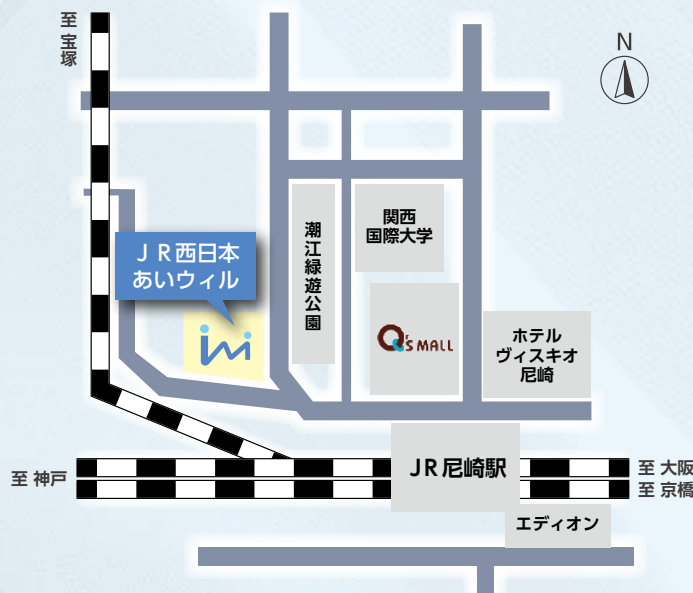 至 宝塚
N
JR西日本
あいウィル
潮江緑遊公園
関西
国際大学
Q's MALL
ホテル
ヴィスキオ
尼崎
至 神戸
JR尼崎駅
至 大阪
至 京橋
エディオン